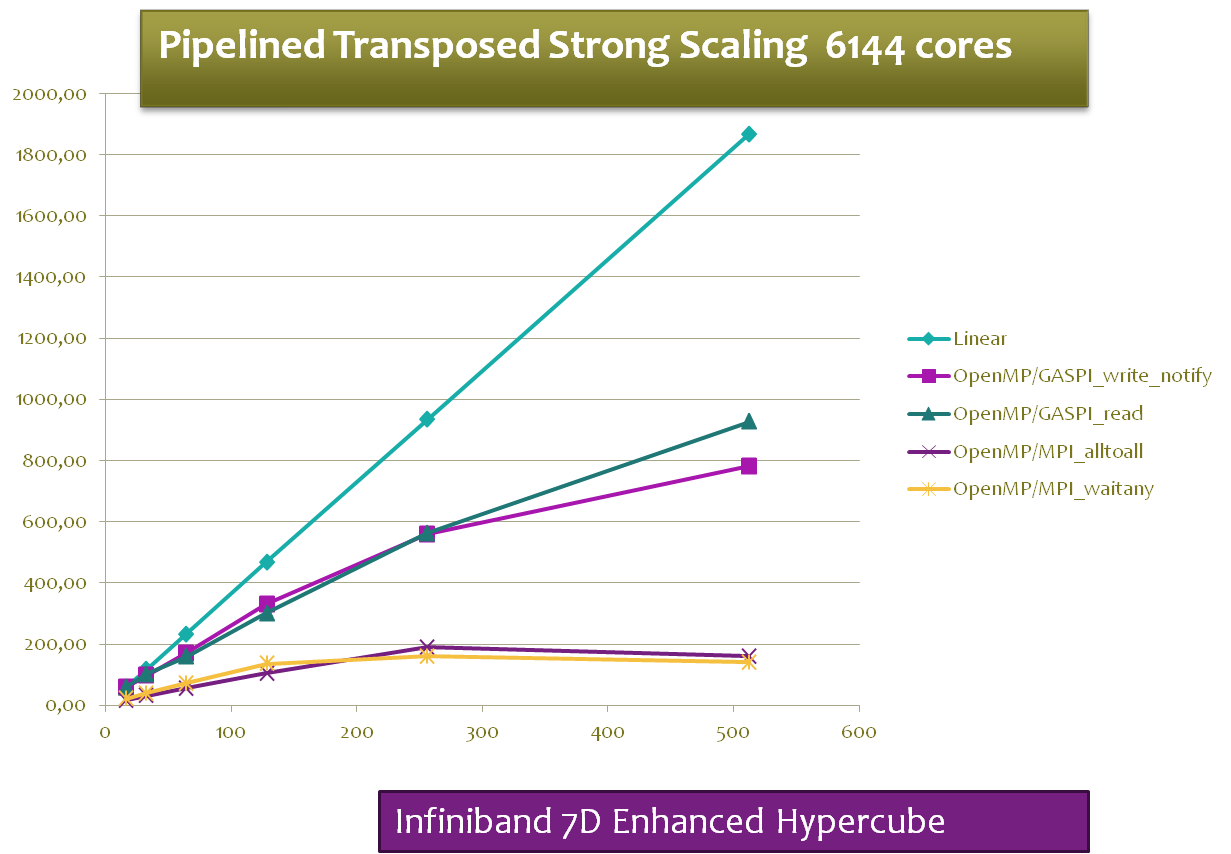 Pipelined Transposed Strong Scaling 6144 cores
2000,00
1800,00
1600,00
1400,00
1200,00
1000,00
800,00
600,00
400,00
200,00
0,00
0 100 200 300 400 500 600
Linear
OpenMP/GASPI_write_notify
OpenMP/GASPI_read
OpenMP/MPI_alltoall
OpenMP/MPI_waitany
Infiniband 7D Enhanced Hypercube